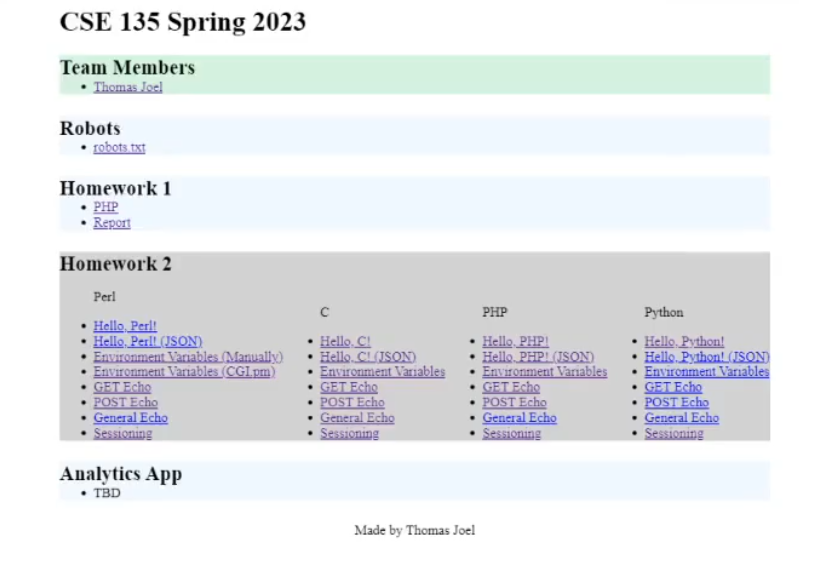 CSE 135 Spring 2023
Team Members
Thomas Joel
Robots
robots.txt
Homework 1
PHP
Report
Homework 2
Perl
Hello, Perl!
Hello, Perl! (JSON)
Environment Variables (Manually)
Environment Variables (CGI.pm)
GET Echo
POST Echo
General Echo
Sessioning
C
Hello, C!
Hello, C! (JSON)
Environment Variables
GET Echo
POST Echo
General Echo
Sessioning
PHP
Hello, PHP!
Hello, PHP! (JSON)
Environment Variables
GET Echo
POST Echo
General Echo
Sessioning
Python
Hello, Python!
Hello, Python! (JSON)
Environment Variables
GET Echo
POST Echo
General Echo
Sessioning
Analytics App
TBD
Made by Thomas Joel